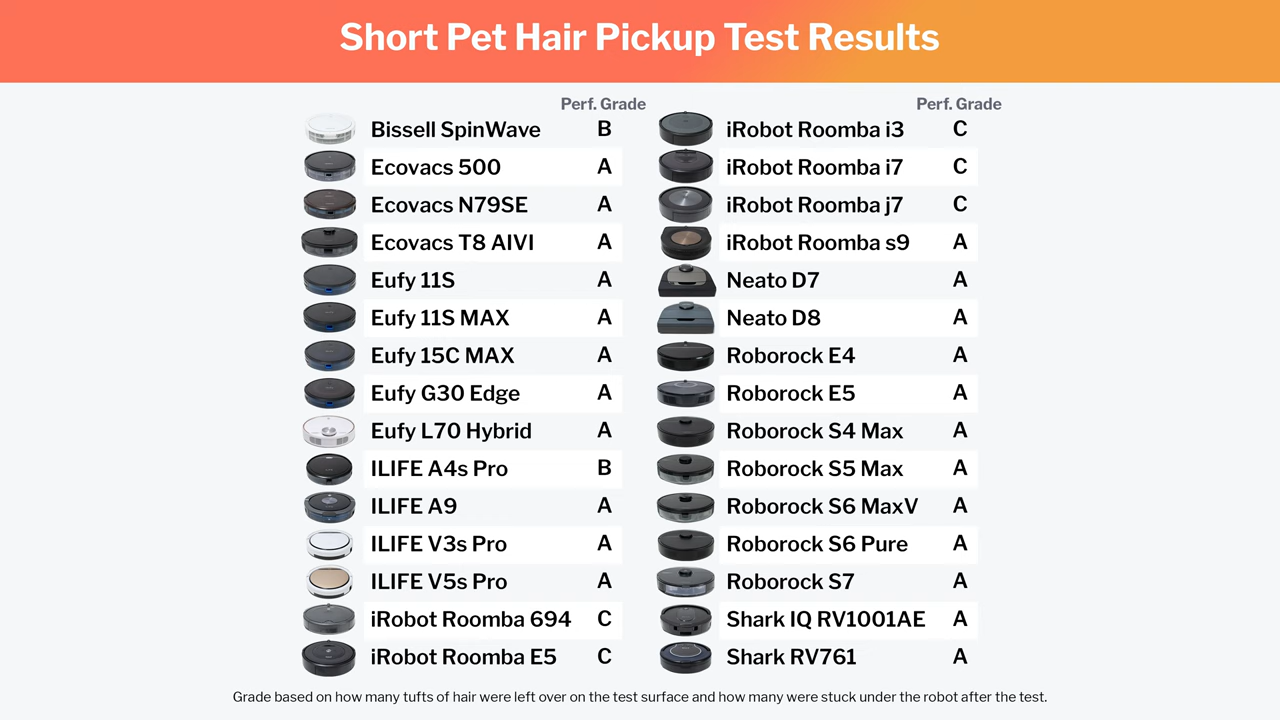 Short Pet Hair Pickup Test Results
Perf. Grade
Bissell SpinWave B
Ecovacs 500 A
Ecovacs N79SE A
Ecovacs T8 AIVI A
Eufy 11S A
Eufy 11S MAX A
Eufy 15C MAX A
Eufy G30 Edge A
Eufy L70 Hybrid A
ILIFE A4s Pro B
ILIFE A9 A
ILIFE V3s Pro A
ILIFE V5s Pro A
iRobot Roomba 694 C
iRobot Roomba E5 C
Perf. Grade
iRobot Roomba i3 C
iRobot Roomba i7 C
iRobot Roomba j7 C
iRobot Roomba s9 A
Neato D7 A
Neato D8 A
Roborock E4 A
Roborock E5 A
Roborock S4 Max A
Roborock S5 Max A
Roborock S6 MaxV A
Roborock S6 Pure A
Roborock S7 A
Shark IQ RV1001AE A
Shark RV761 A
Grade based on how many tufts of hair were left over on the test surface and how many were stuck under the robot after the test.